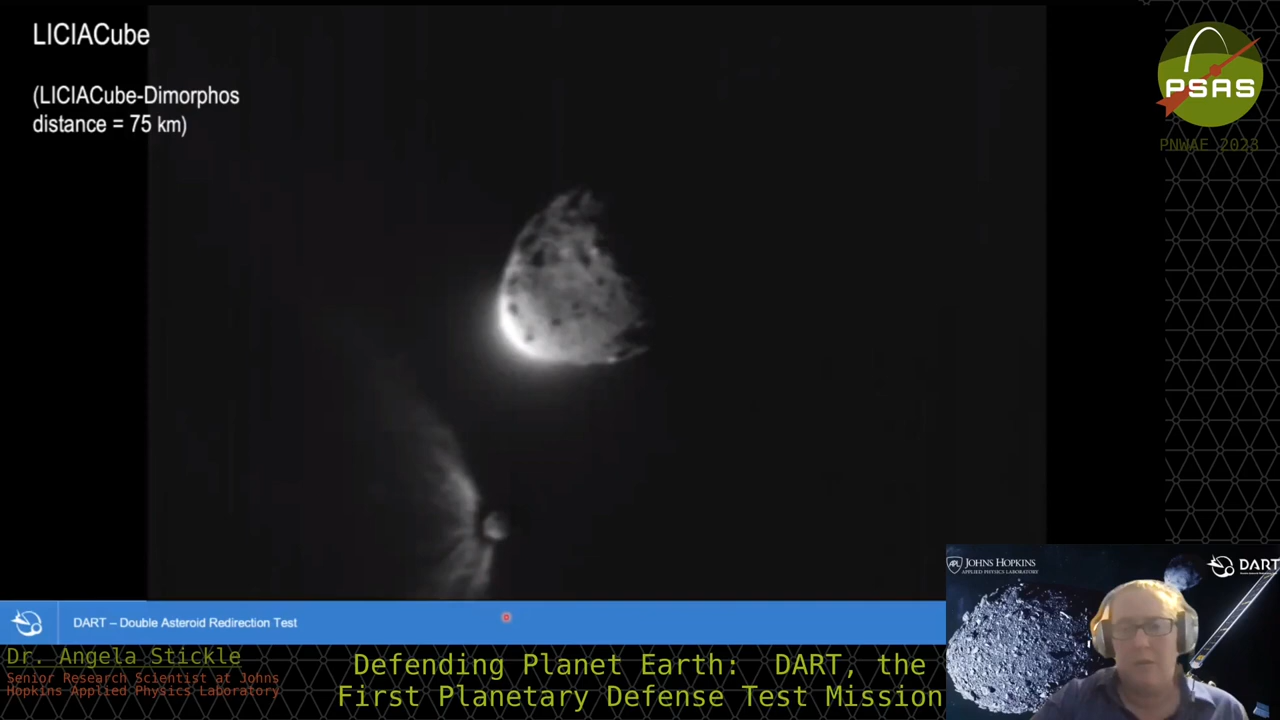 LICIACube
(LICIACube-Dimorphos
distance = 75 km)
PSAS
PNWAE 2023
JOHNS HOPKINS
APPLIED PHYSICS LABORATORY
DART
DART – Double Asteroid Redirection Test
Dr. Angela Stickle
Senior Research Scientist at Johns
Hopkins Applied Physics Laboratory
Defending Planet Earth: DART, the
First Planetary Defense Test Mission